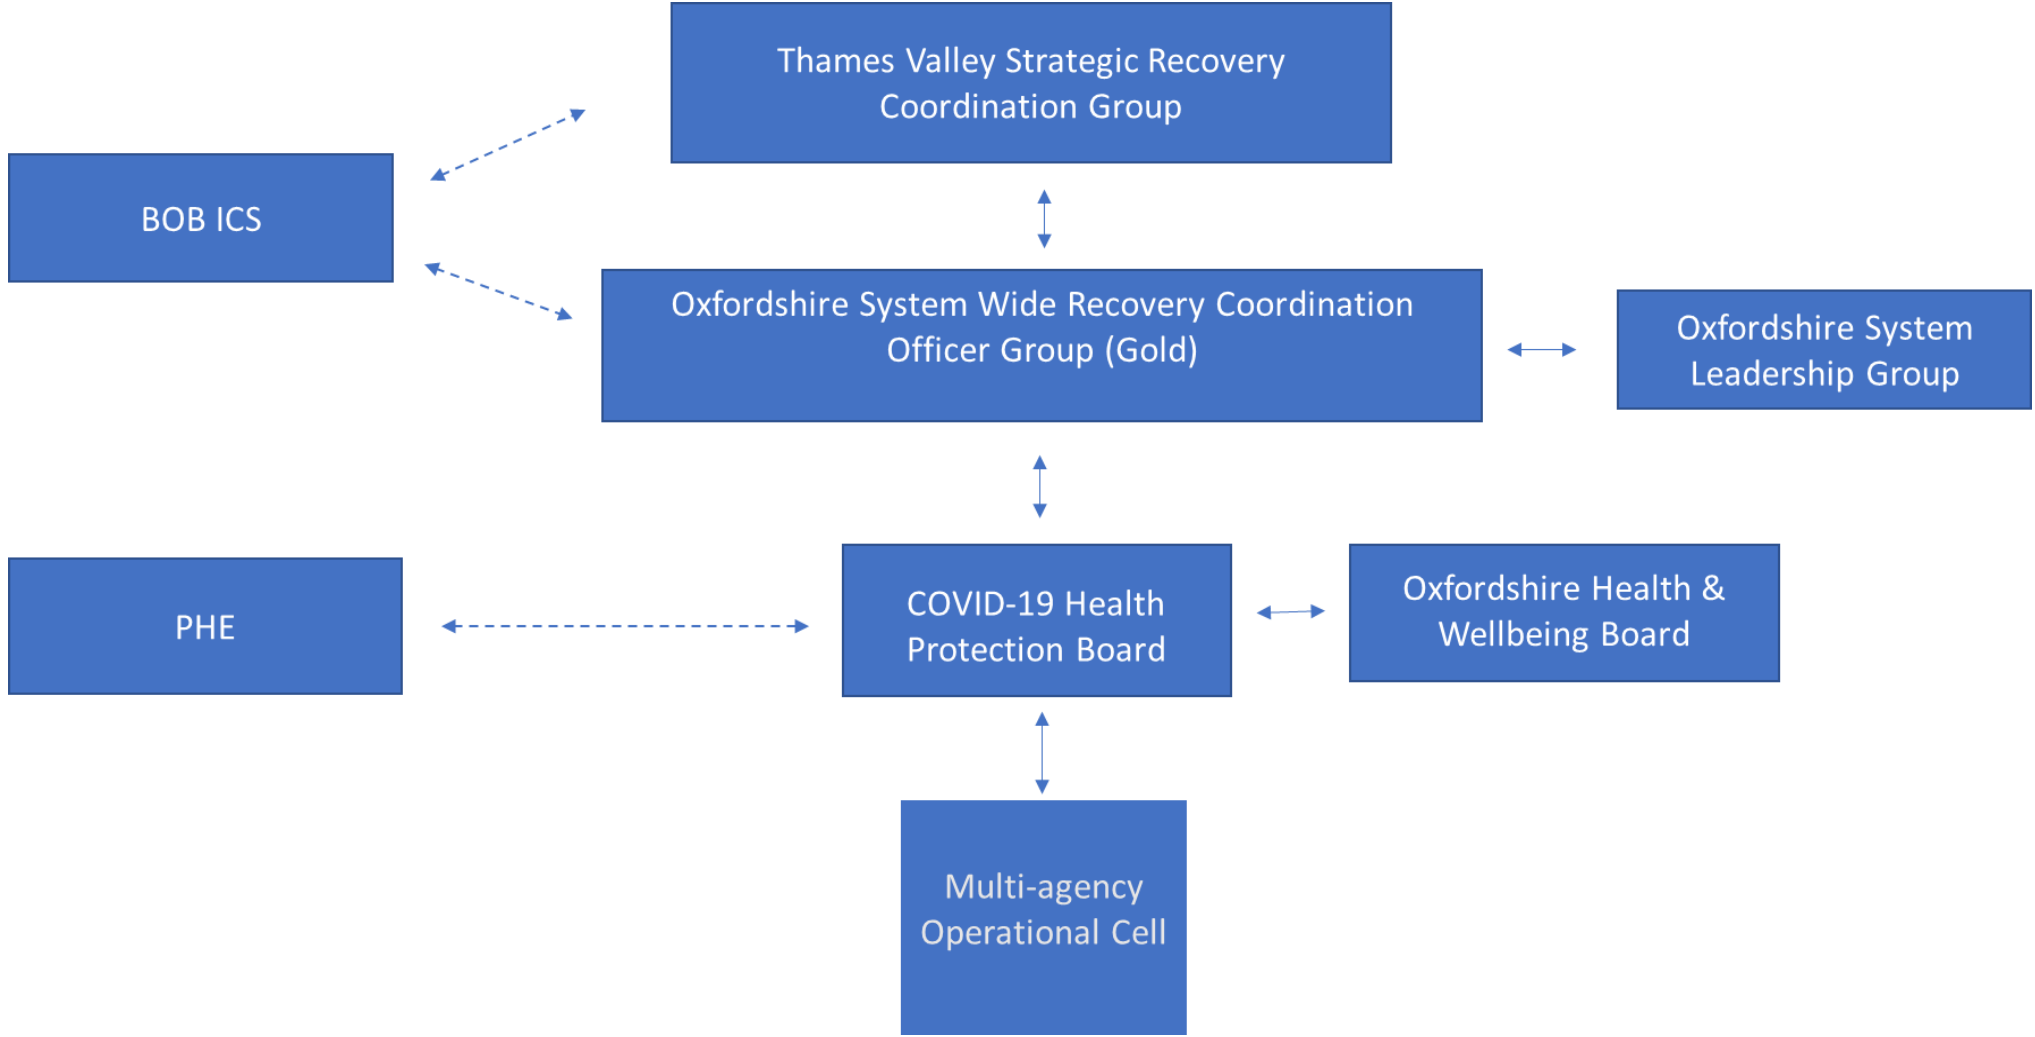 Thames Valley Strategic Recovery
Coordination Group
BOB ICS
Oxfordshire System Wide Recovery Coordination
Officer Group (Gold)
Oxfordshire System
Leadership Group
PHE
COVID-19 Health
Protection Board
Oxfordshire Health &
Wellbeing Board
Multi-agency
Operational Cell